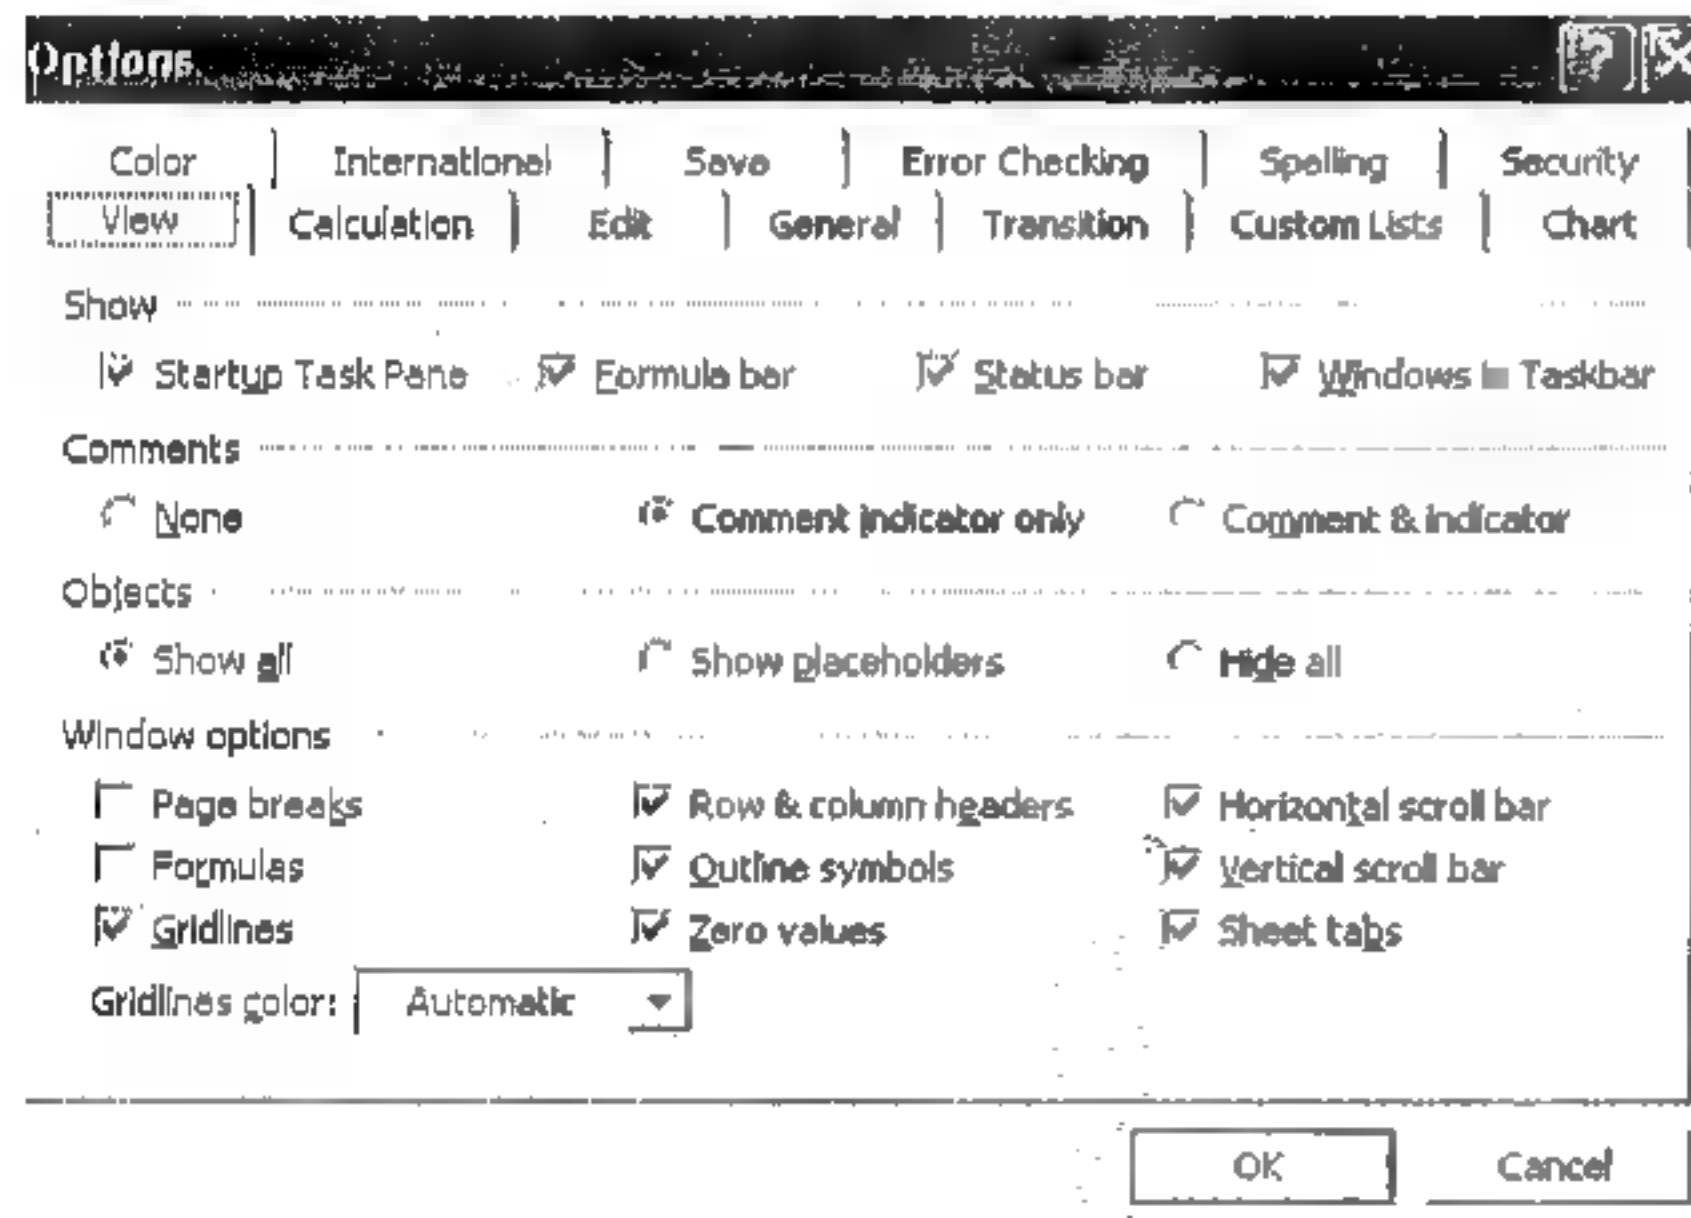 Options ?
Color International Save Error Checking Spelling Security
View Calculation Edit General Transition Custom Lists Chart
Show
Startup Task Pane Formula bar Status bar Windows in Taskbar
Comments
None Comment indicator only Comment & indicator
Objects
Show all Show placeholders Hide all
Window options
Page breaks Row & column headers Horizontal scroll bar
Formulas Outline symbols Vertical scroll bar
Gridlines Zero values Sheet tabs
Gridlines color: Automatic
OK Cancel